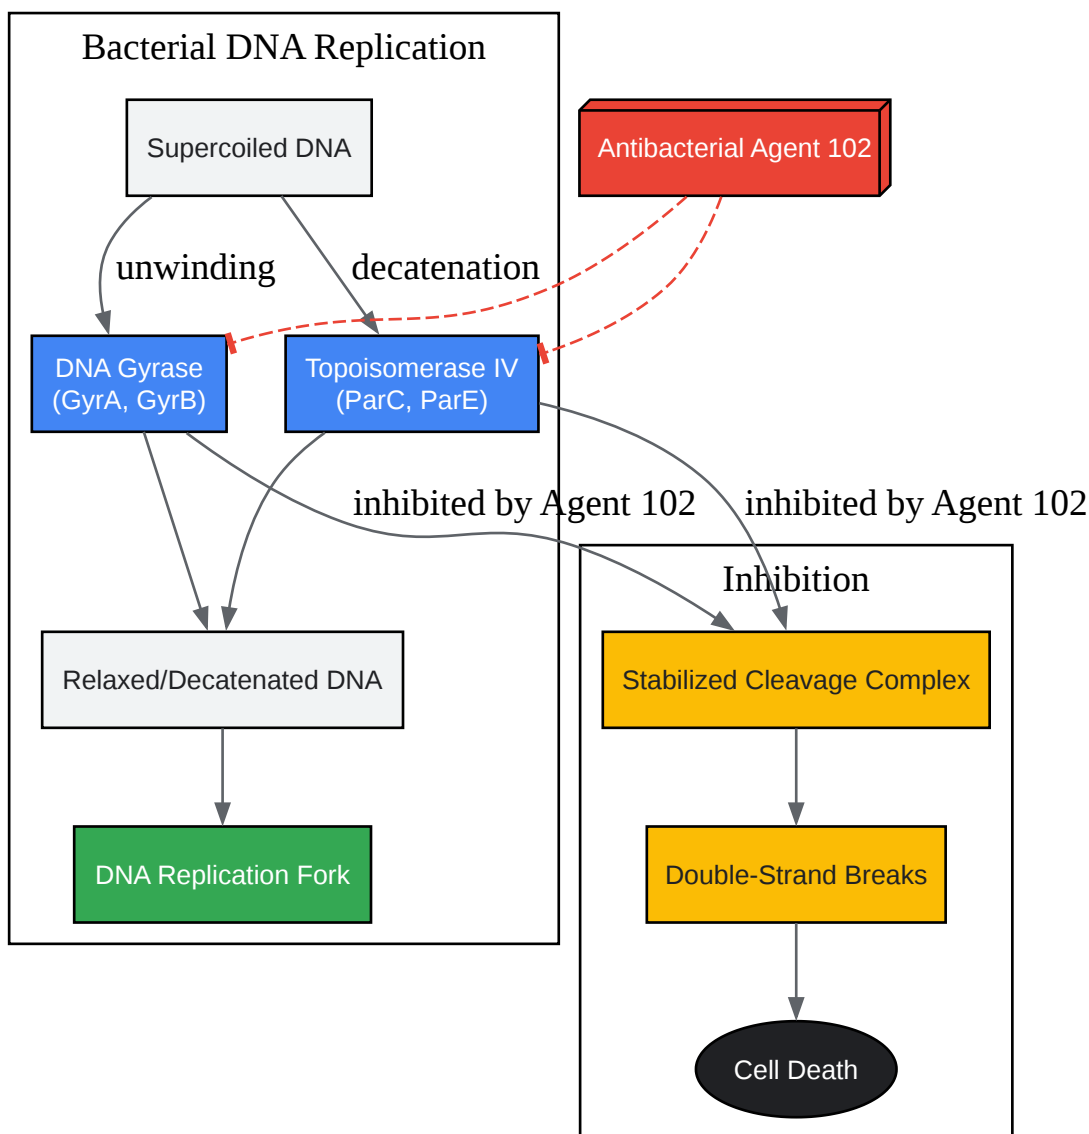 Bacterial DNA Replication
Supercoiled DNA
Antibacterial Agent 102
unwinding
decatenation
DNA Gyrase
(GyrA, GyrB)
Topoisomerase IV
(ParC, ParE)
inhibited by Agent 102
inhibited by Agent 102
Inhibition
Relaxed/Decatenated DNA
Stabilized Cleavage Complex
DNA Replication Fork
Double-Strand Breaks
Cell Death